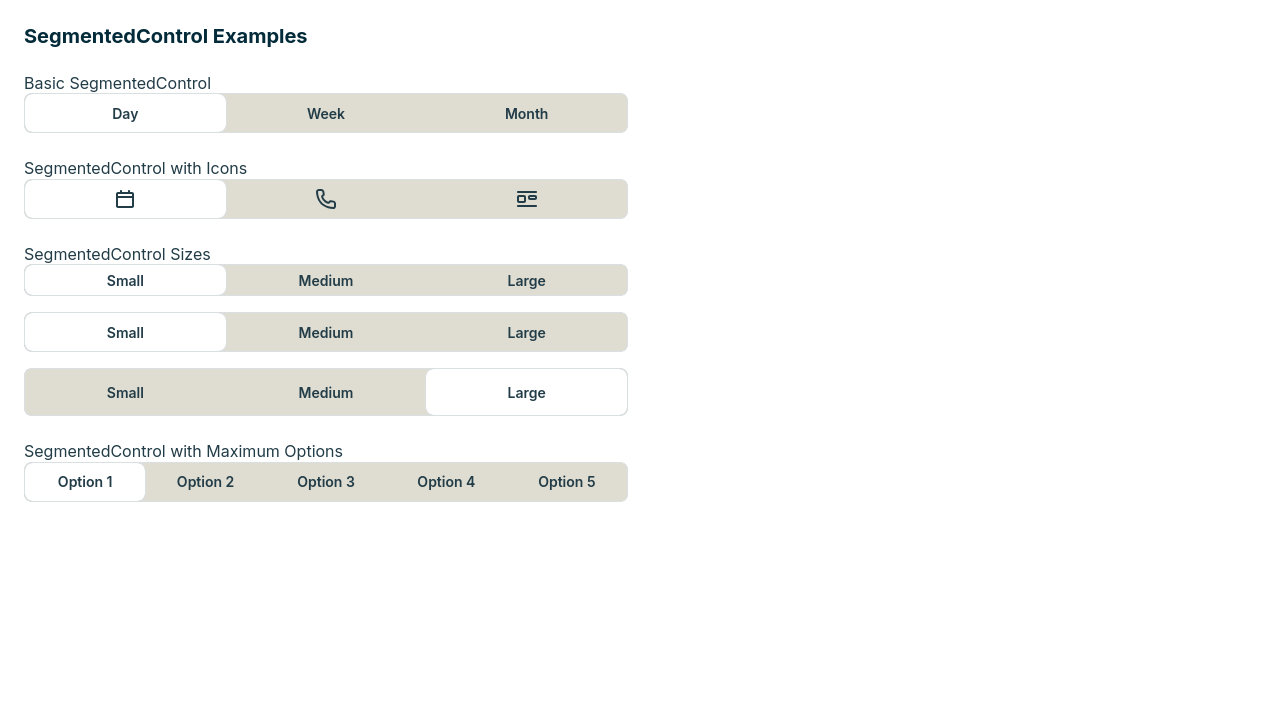 SegmentedControl Examples
Basic SegmentedControl
Day Week Month
SegmentedControl with Icons
SegmentedControl Sizes
Small Medium Large
Small Medium Large
Small Medium Large
SegmentedControl with Maximum Options
Option 1 Option 2 Option 3 Option 4 Option 5